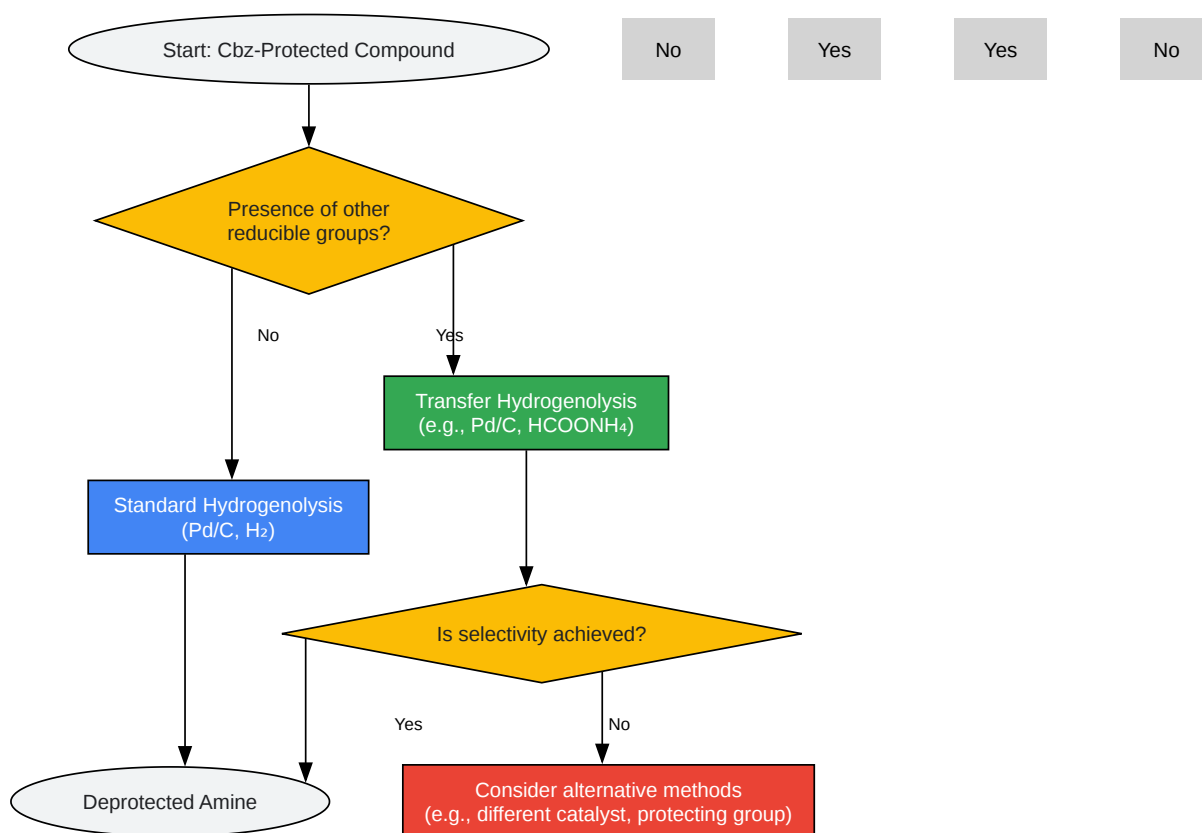 Start: Cbz-Protected Compound
No
Yes
Yes
No
Presence of other
reducible groups?
No
Yes
Transfer Hydrogenolysis
(e.g., Pd/C, HCOONH₄)
Standard Hydrogenolysis
(Pd/C, H₂)
Is selectivity achieved?
Yes
No
Deprotected Amine
Consider alternative methods
(e.g., different catalyst, protecting group)